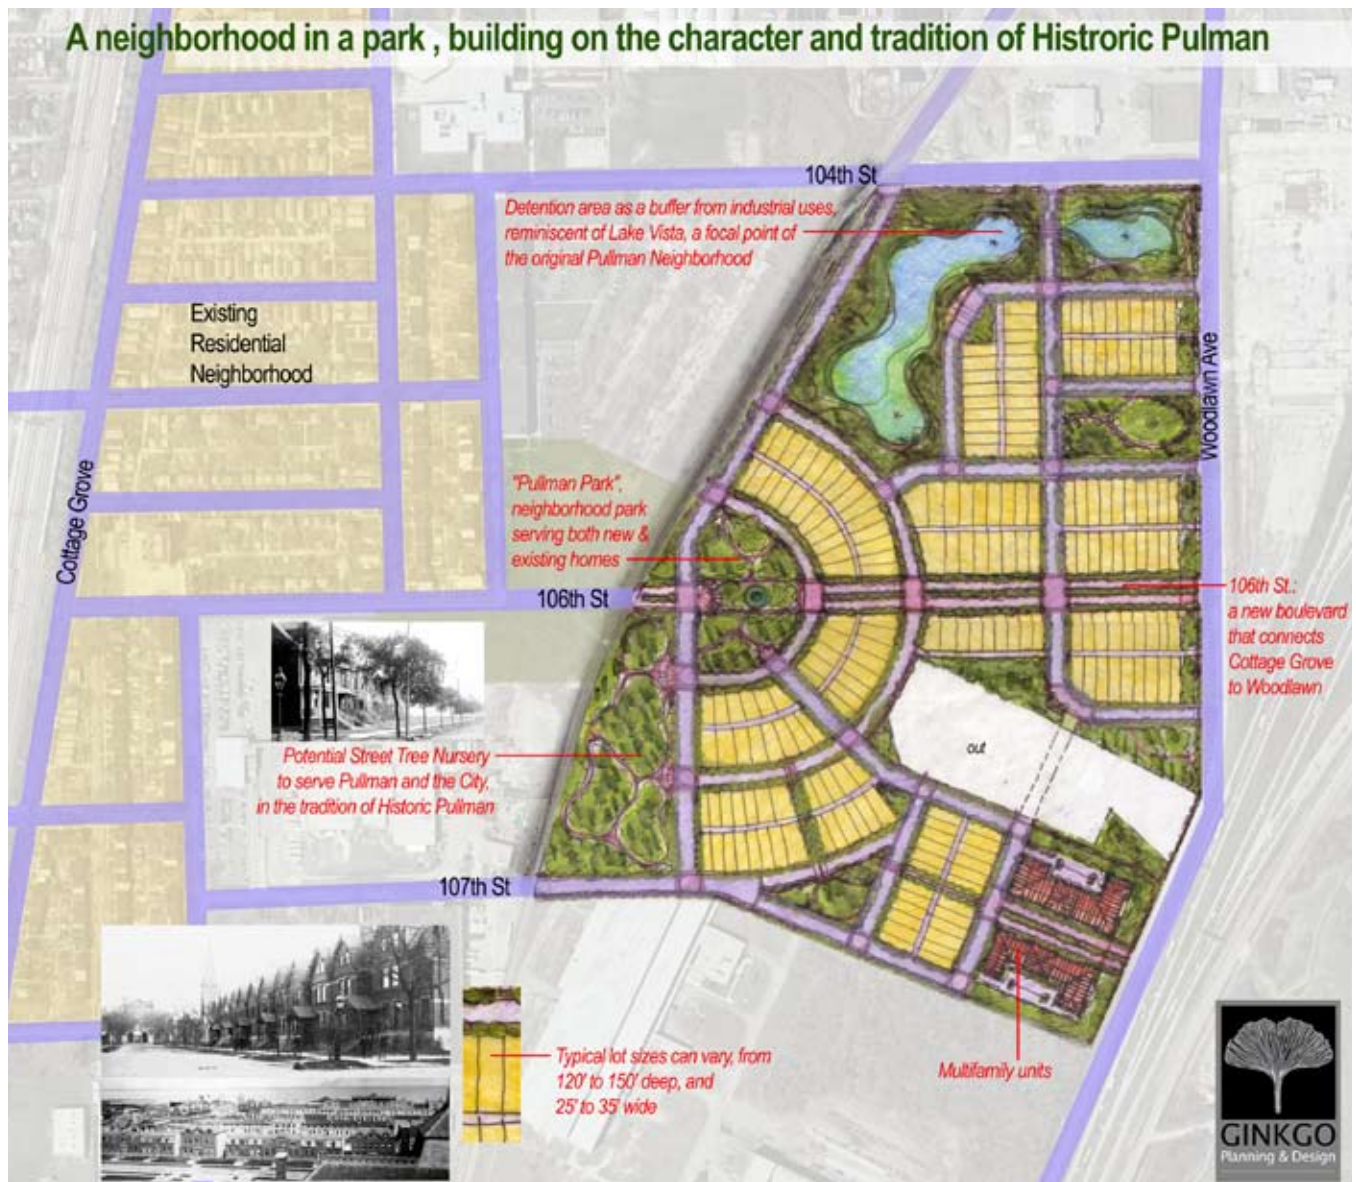 A neighborhood in a park , building on the character and tradition of Histroric Pulman
104th St
Detention area as a buffer from industrial uses,
reminiscent of Lake Vista, a focal point of
the original Pullman Neighborhood
Existing
Residential
Neighborhood
Woodlawn Ave
Cottage Grove
"Pullman Park",
neighborhood park
serving both new &
existing homes
106th St
106th St.:
a new boulevard
that connects
Cottage Grove
to Woodlawn
out
Potential Street Tree Nursery
to serve Pullman and the City,
in the tradition of Historic Pullman
107th St
Typical lot sizes can vary, from
120' to 150' deep, and
25' to 35' wide
Multifamily units
GINKGO
Planning & Design